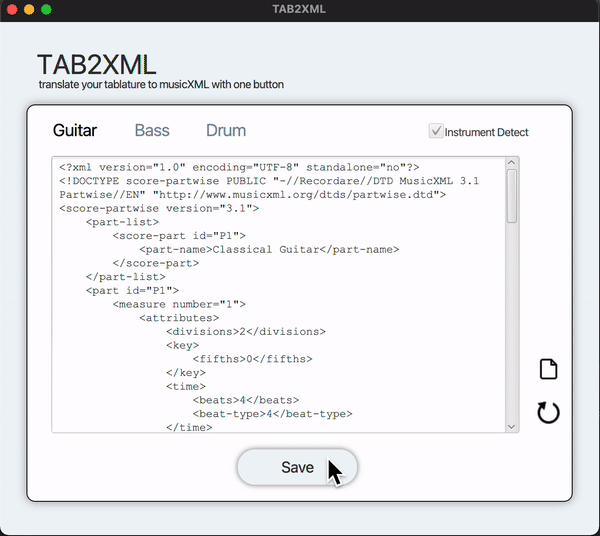 TAB2XML
TAB2XML
translate your tablature to musicXML with one button
Guitar Bass Drum Instrument Detect
<?xml version="1.0" encoding="UTF-8" standalone="no"?>
<!DOCTYPE score-partwise PUBLIC "-//Recordare//DTD MusicXML 3.1
Partwise//EN" "http://www.musicxml.org/dtds/partwise.dtd">
<score-partwise version="3.1">
    <part-list>
        <score-part id="P1">
            <part-name>Classical Guitar</part-name>
        </score-part>
    </part-list>
    <part id="P1">
        <measure number="1">
            <attributes>
                <divisions>2</divisions>
                <key>
                    <fifths>0</fifths>
                </key>
                <time>
                    <beats>4</beats>
                    <beat-type>4</beat-type>
                </time>
Save